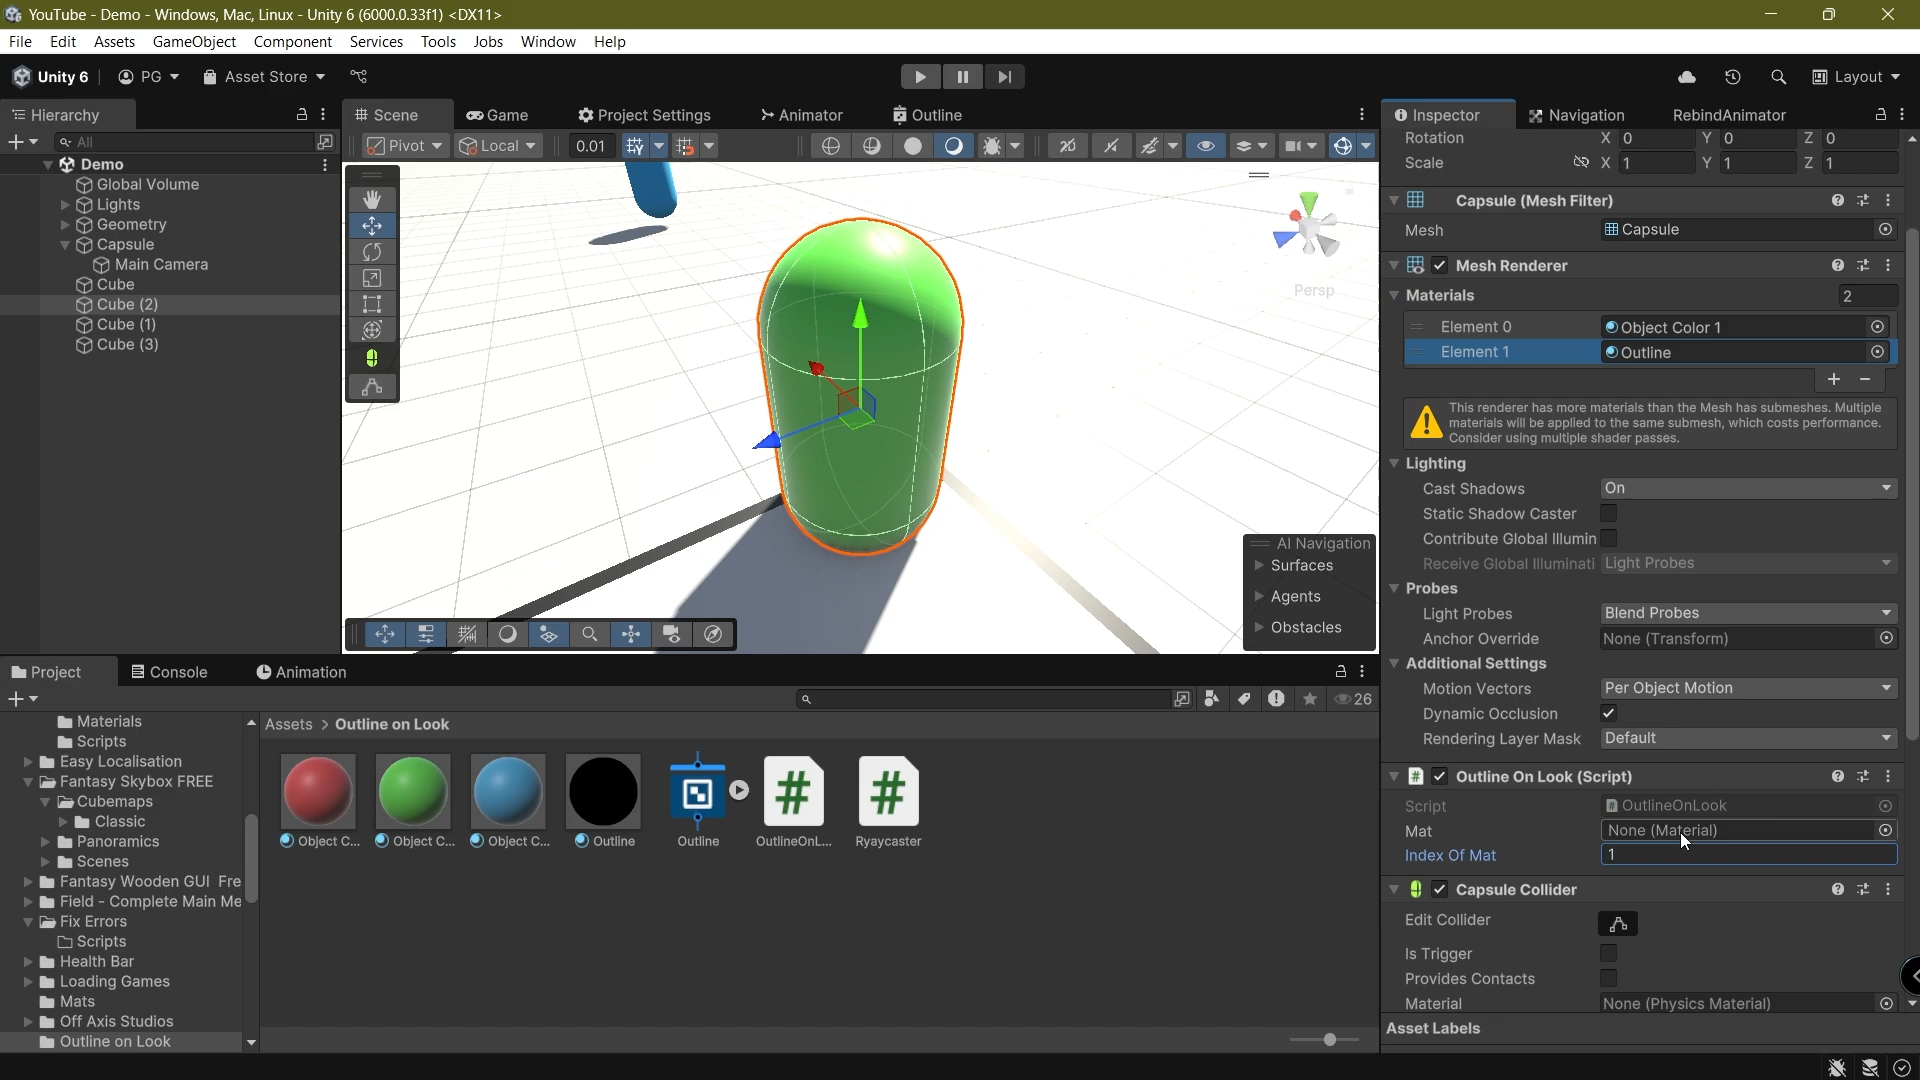 YouTube - Demo - Windows, Mac, Linux - Unity 6 (6000.0.33f1) <DX11>
File Edit Assets GameObject Component Services Tools Jobs Window Help
Unity 6 PG Asset Store Layout
Hierarchy
All
Demo
Global Volume
Lights
Geometry
Capsule
Main Camera
Cube
Cube (2)
Cube (1)
Cube (3)
Scene Game Project Settings Animator Outline
Pivot Local 0.01 2D
Persp
AI Navigation
Surfaces
Agents
Obstacles
Project Console Animation
26
Materials
Scripts
Easy Localisation
Fantasy Skybox FREE
Cubemaps
Classic
Panoramics
Scenes
Fantasy Wooden GUI Fre
Field - Complete Main Me
Fix Errors
Scripts
Health Bar
Loading Games
Mats
Off Axis Studios
Outline on Look
Assets > Outline on Look
Object C... Object C... Object C... Outline Outline OutlineOnL... Ryaycaster
Inspector Navigation RebindAnimator
Rotation X 0 Y 0 Z 0
Scale X 1 Y 1 Z 1
Capsule (Mesh Filter)
Mesh Capsule
Mesh Renderer
Materials 2
Element 0 Object Color 1
Element 1 Outline
This renderer has more materials than the Mesh has submeshes. Multiple
materials will be applied to the same submesh, which costs performance.
Consider using multiple shader passes.
Lighting
Cast Shadows On
Static Shadow Caster
Contribute Global Illumin
Receive Global Illuminati Light Probes
Probes
Light Probes Blend Probes
Anchor Override None (Transform)
Additional Settings
Motion Vectors Per Object Motion
Dynamic Occlusion
Rendering Layer Mask Default
Outline On Look (Script)
Script OutlineOnLook
Mat None (Material)
Index Of Mat 1
Capsule Collider
Edit Collider
Is Trigger
Provides Contacts
Material None (Physics Material)
Asset Labels